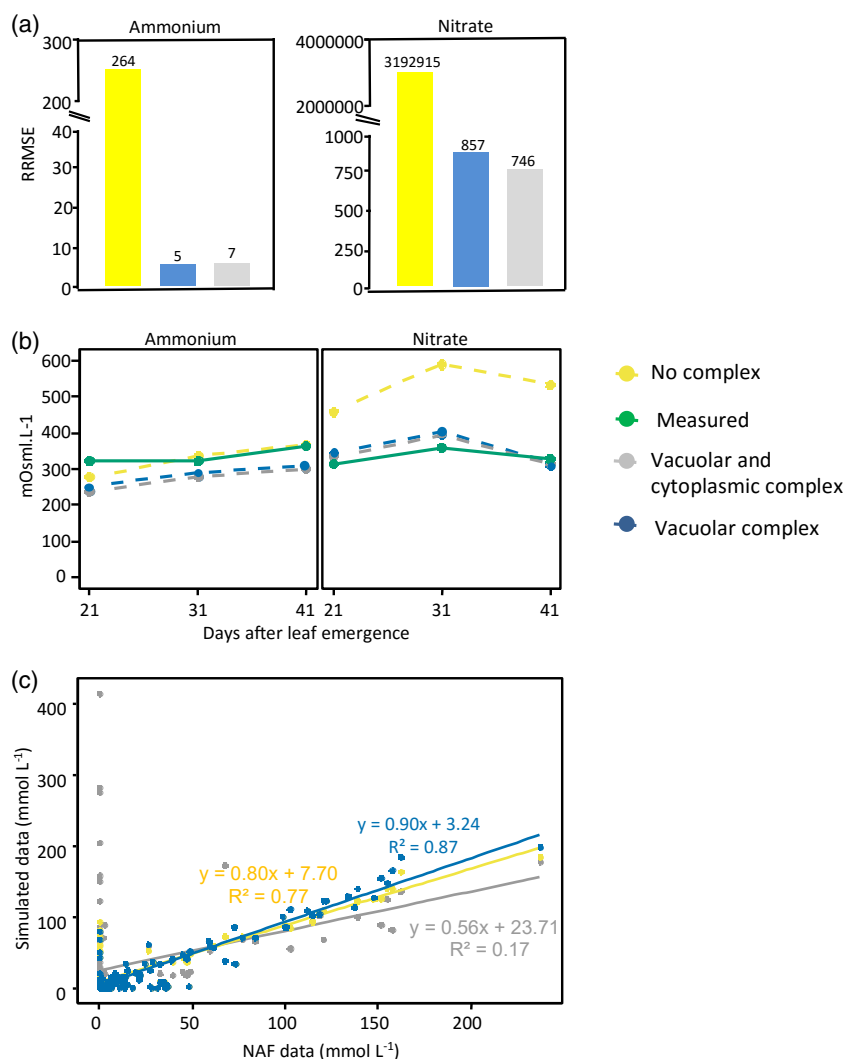 (a)
Ammonium
Nitrate
300
264
200
40
30
20
10
0
RRMSE
5
7
4000000
3192915
2000000
1000
857
750
746
500
250
0
(b)
Ammonium
Nitrate
600
500
400
300
200
100
0
mOsml.L-1
21
31
41
21
31
41
Days after leaf emergence
No complex
Measured
Vacuolar and
cytoplasmic complex
Vacuolar complex
(c)
400
300
200
100
0
Simulated data (mmol L⁻¹)
y = 0.90x + 3.24
R² = 0.87
y = 0.80x + 7.70
R² = 0.77
y = 0.56x + 23.71
R² = 0.17
0
50
100
150
200
NAF data (mmol L⁻¹)